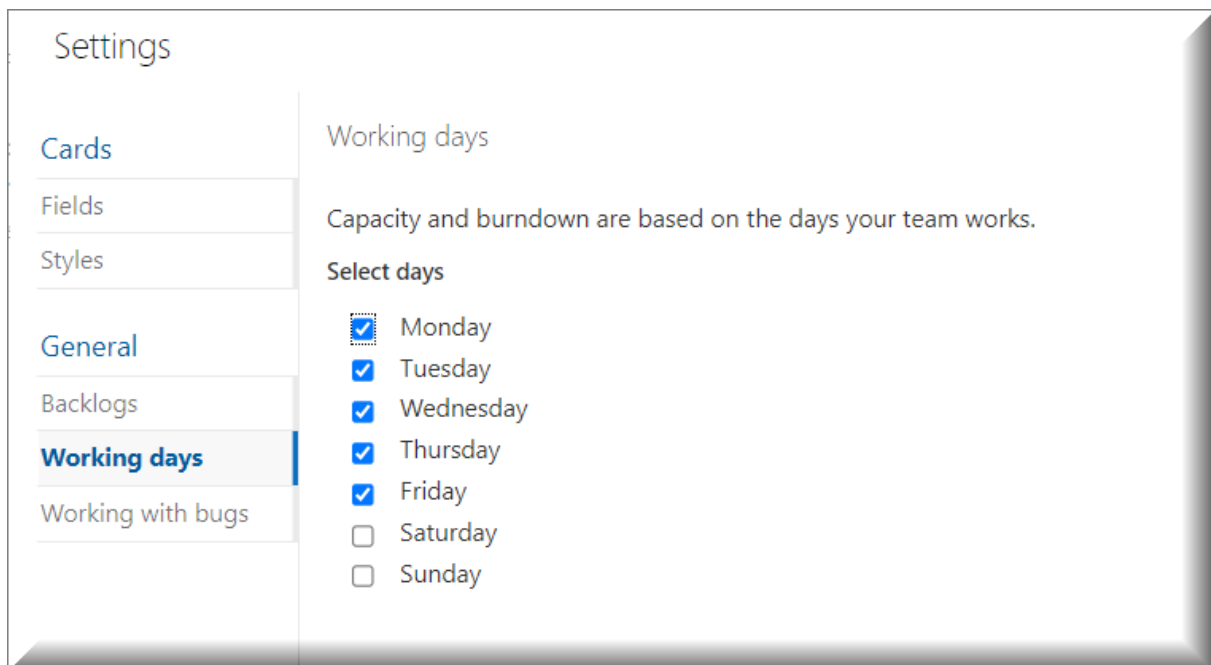 Settings
Cards
Fields
Styles
General
Backlogs
Working days
Working with bugs
Working days
Capacity and burndown are based on the days your team works.
Select days
Monday
Tuesday
Wednesday
Thursday
Friday
Saturday
Sunday